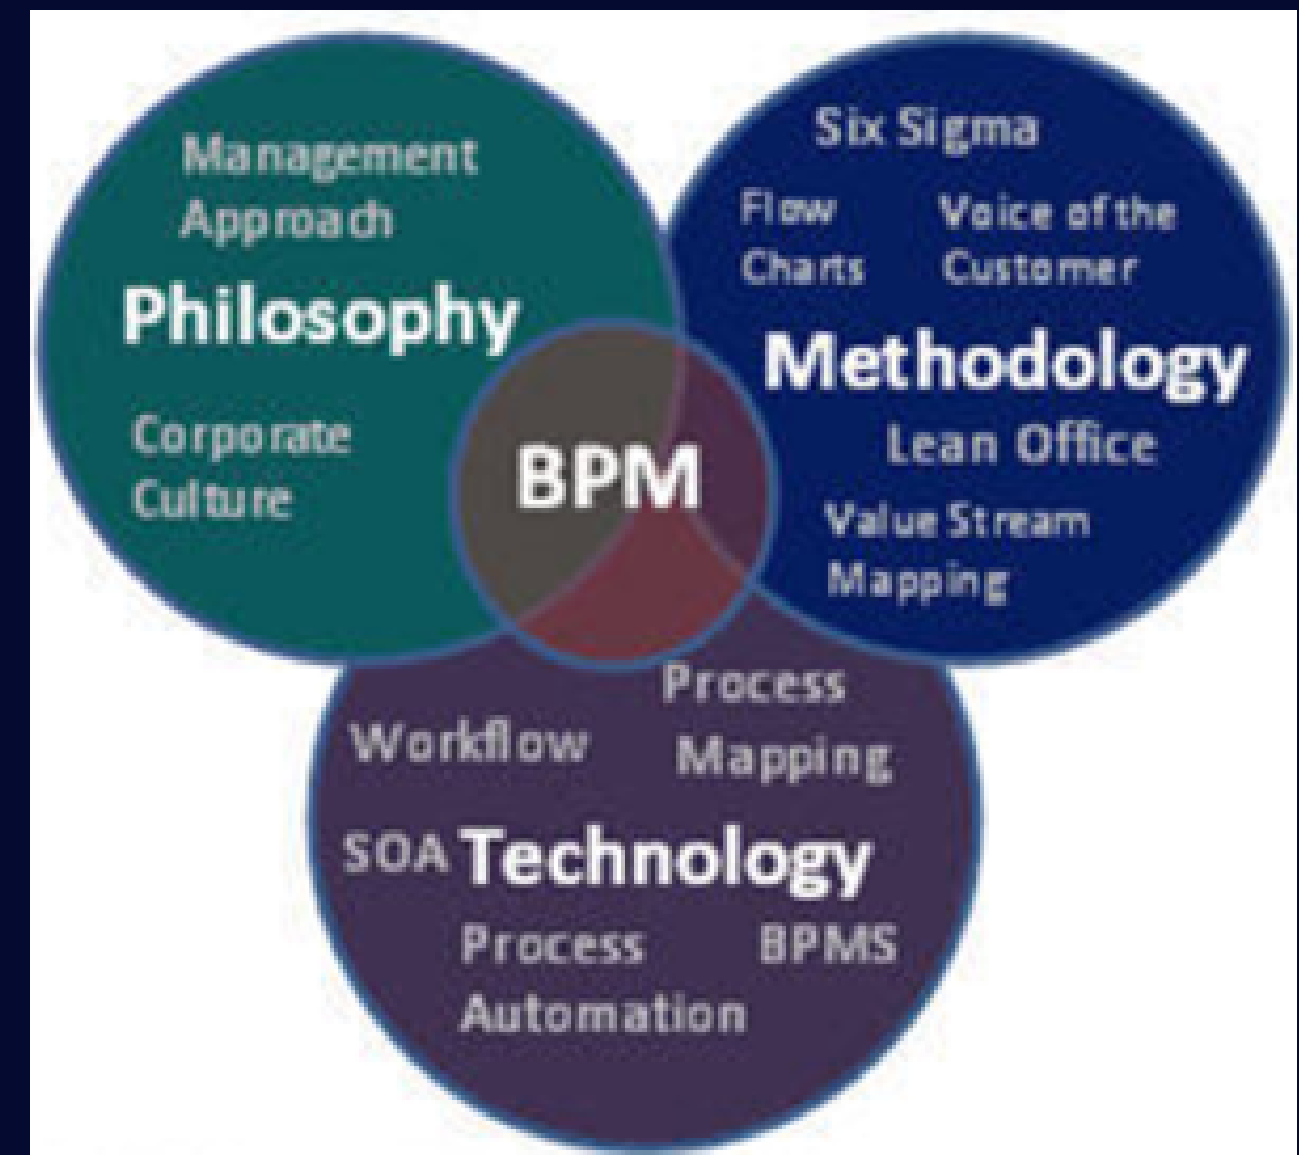 Management
Approach
Philosophy
Corporate
Culture
Six Sigma
Flow
Charts
Voice of the
Customer
Methodology
Lean Office
Value Stream
Mapping
BPM
Process
Mapping
Workflow
SOA
Technology
Process
Automation
BPMS